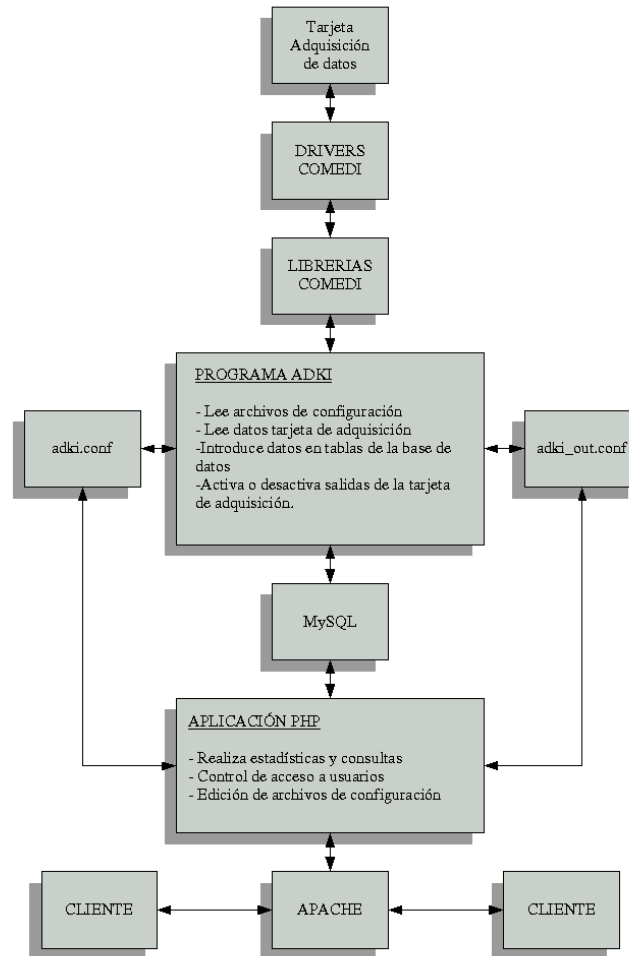 Tarjeta
Adquisición
de datos
DRIVERS
COMEDI
LIBRERIAS
COMEDI
PROGRAMA ADKI
- Lee archivos de configuración
- Lee datos tarjeta de adquisición
-Introduce datos en tablas de la base de
datos
-Activa o desactiva salidas de la tarjeta
de adquisición.
adki.conf
adki_out.conf
MySQL
APLICACIÓN PHP
- Realiza estadísticas y consultas
- Control de acceso a usuarios
- Edición de archivos de configuración
CLIENTE
APACHE
CLIENTE